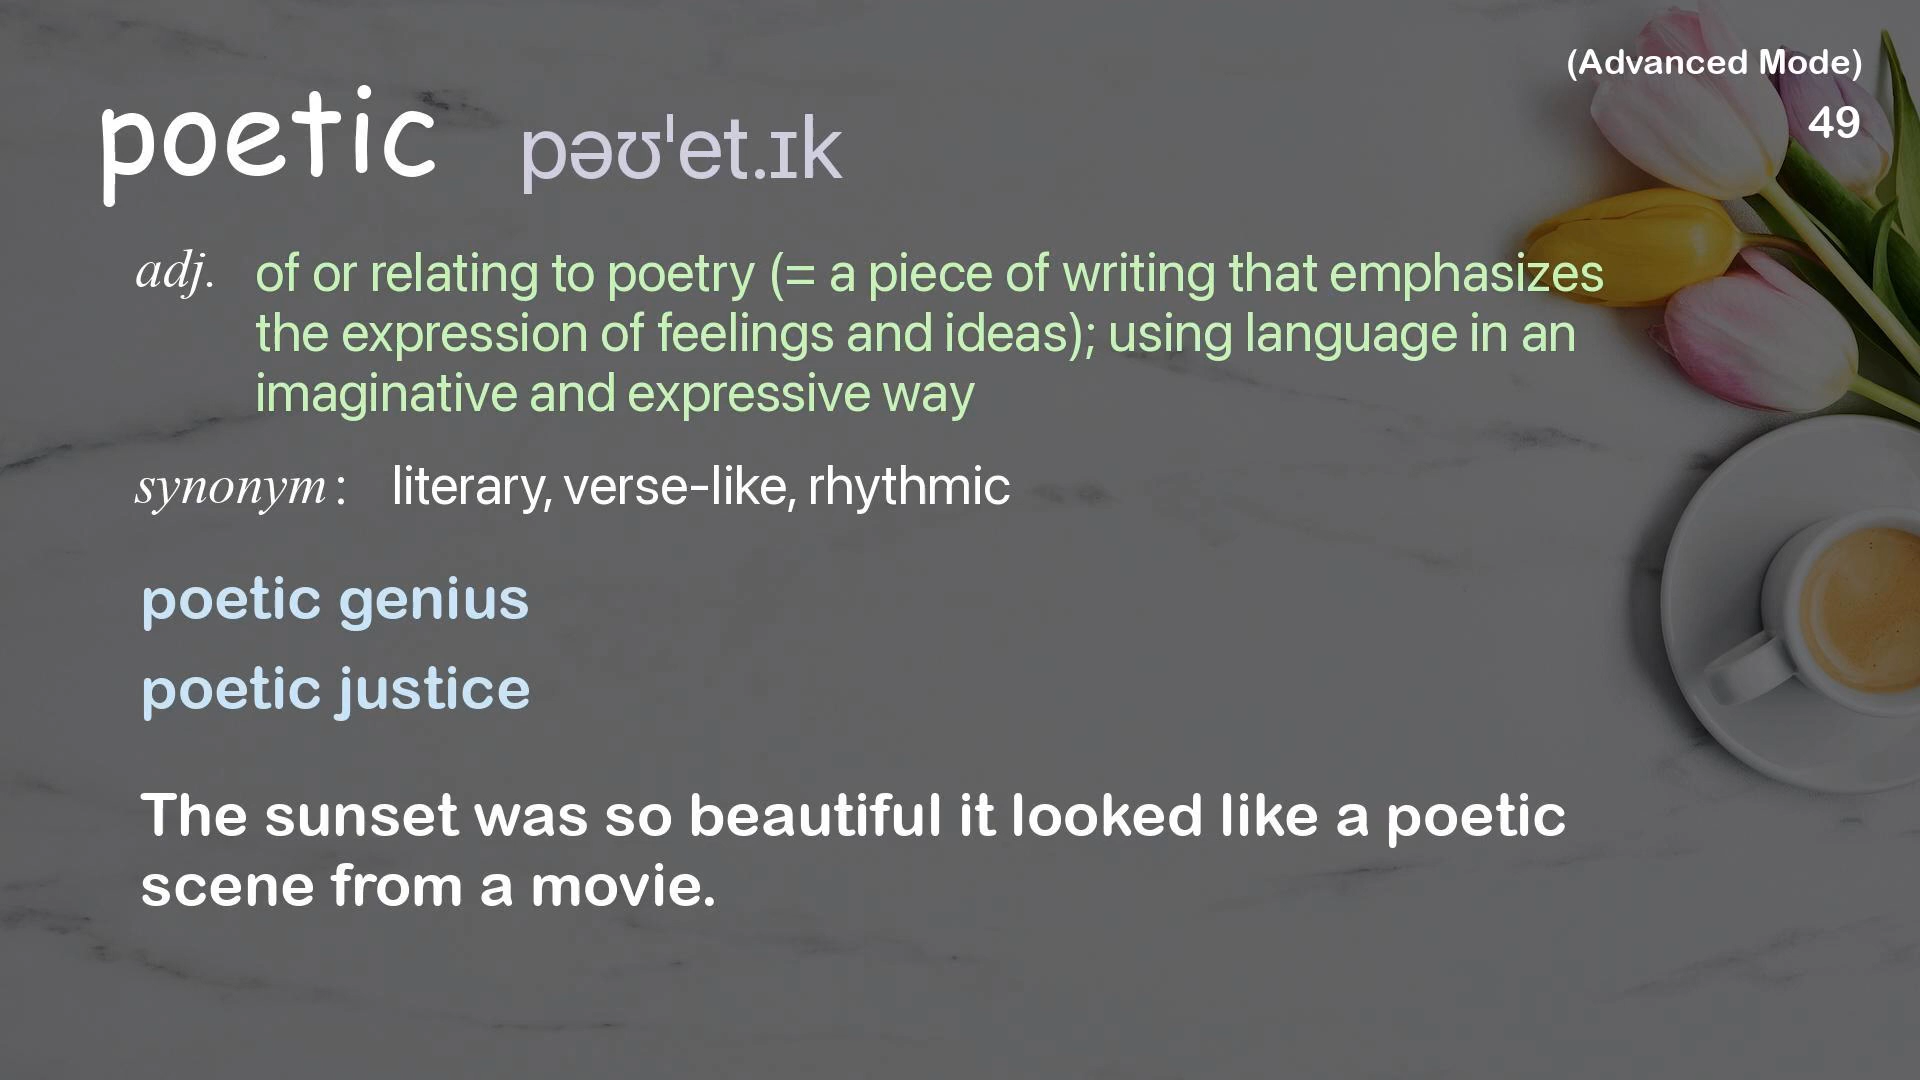 (Advanced Mode)
49
poetic pəʊˈet.ɪk
adj. of or relating to poetry (= a piece of writing that emphasizes
the expression of feelings and ideas); using language in an
imaginative and expressive way
synonym: literary, verse-like, rhythmic
poetic genius
poetic justice
The sunset was so beautiful it looked like a poetic
scene from a movie.